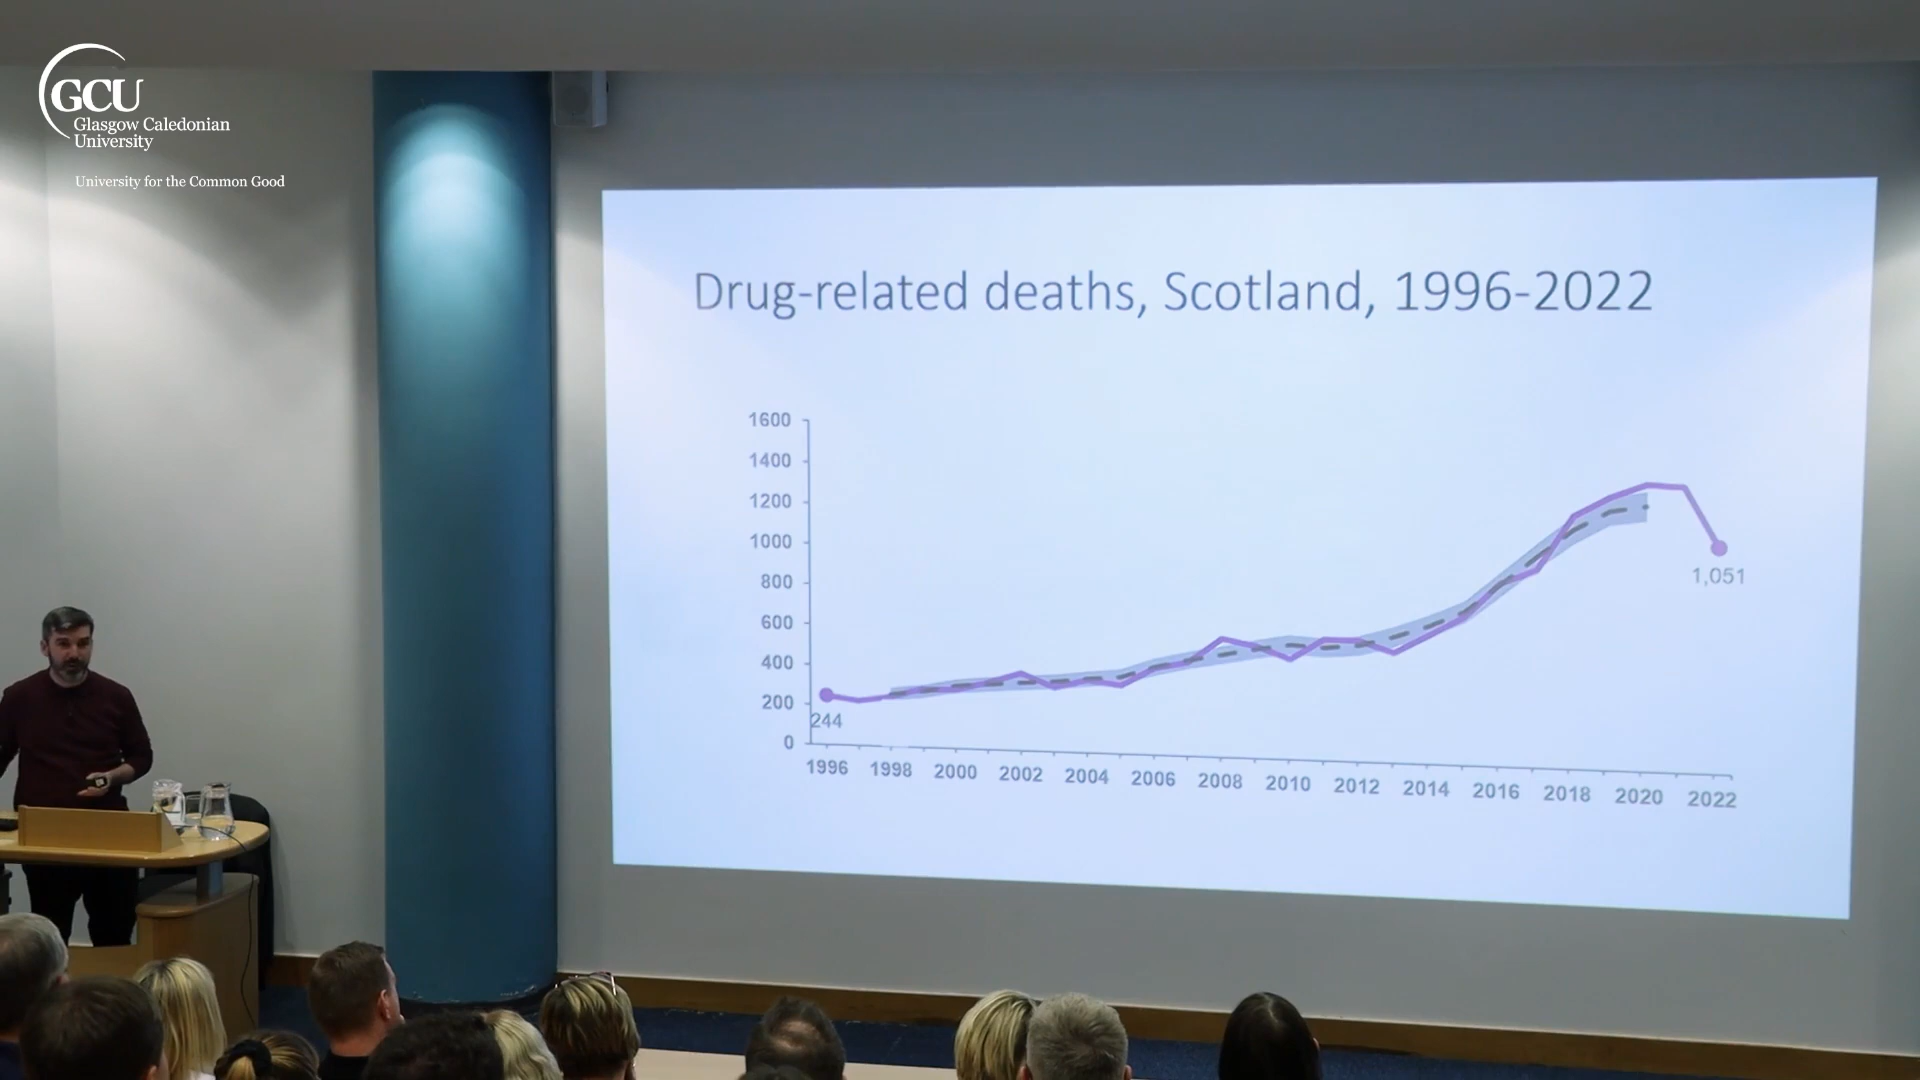 GCU
Glasgow Caledonian
University
University for the Common Good
Drug-related deaths, Scotland, 1996-2022
1600
1400
1200
1000
800
600
400
200
0
244
1,051
1996 1998 2000 2002 2004 2006 2008 2010 2012 2014 2016 2018 2020 2022